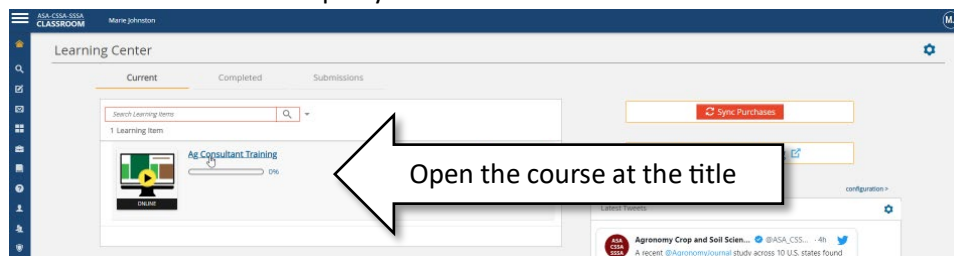 ASA-CSSA-SSSA
CLASSROOM
Marie Johnston
Learning Center
Current
Completed
Submissions
Search Learning Items
1 Learning Item
Sync Purchases
Ag Consultant Training
0%
ONLINE
Open the course at the title
configuration »
Latest Tweets
ASA
CSSA
SSSA
Agronomy Crop and Soil Scien... @ASA_CSS... · 4h
A recent @AgronomyJournal study across 10 U.S. states found